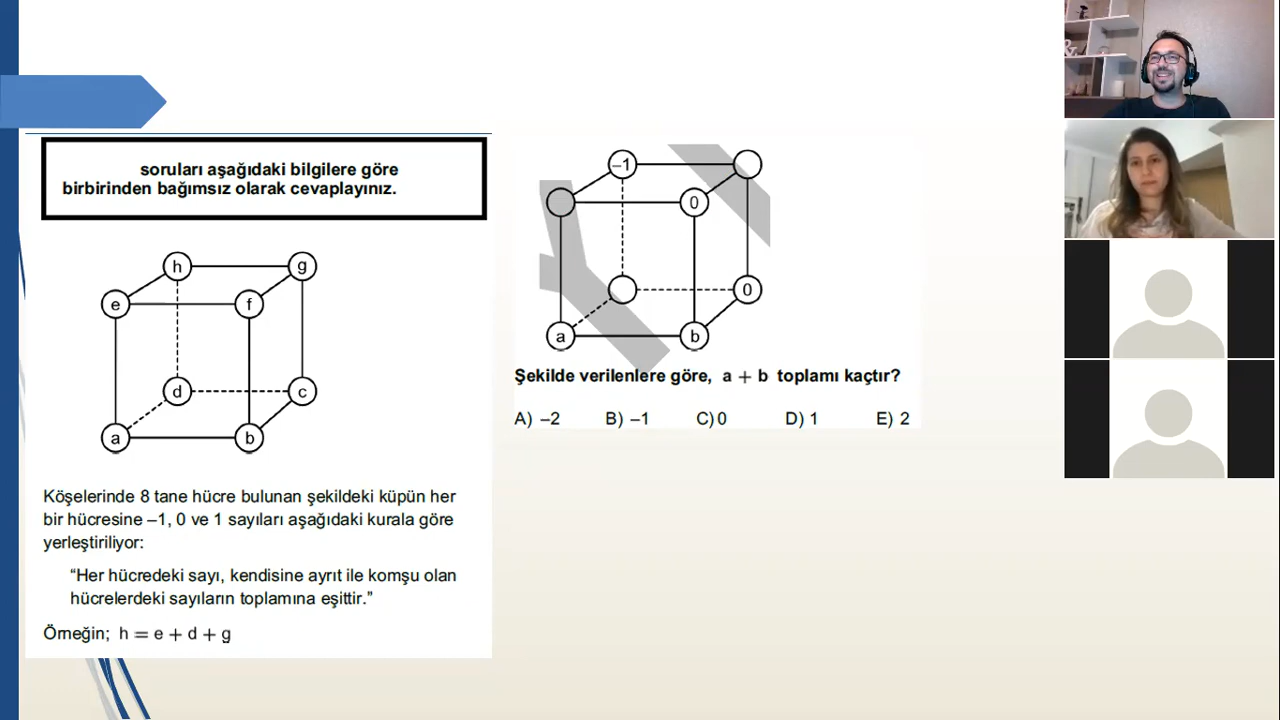 soruları aşağıdaki bilgilere göre
birbirinden bağımsız olarak cevaplayınız.
h
g
e
f
d
c
a
b
Köşelerinde 8 tane hücre bulunan şekildeki küpün her
bir hücresine –1, 0 ve 1 sayıları aşağıdaki kurala göre
yerleştiriliyor:
“Her hücredeki sayı, kendisine ayrıt ile komşu olan
hücrelerdeki sayıların toplamına eşittir.”
Örneğin; h = e + d + g
–1
0
0
a
b
Şekilde verilenlere göre, a + b toplamı kaçtır?
A) –2 B) –1 C) 0 D) 1 E) 2